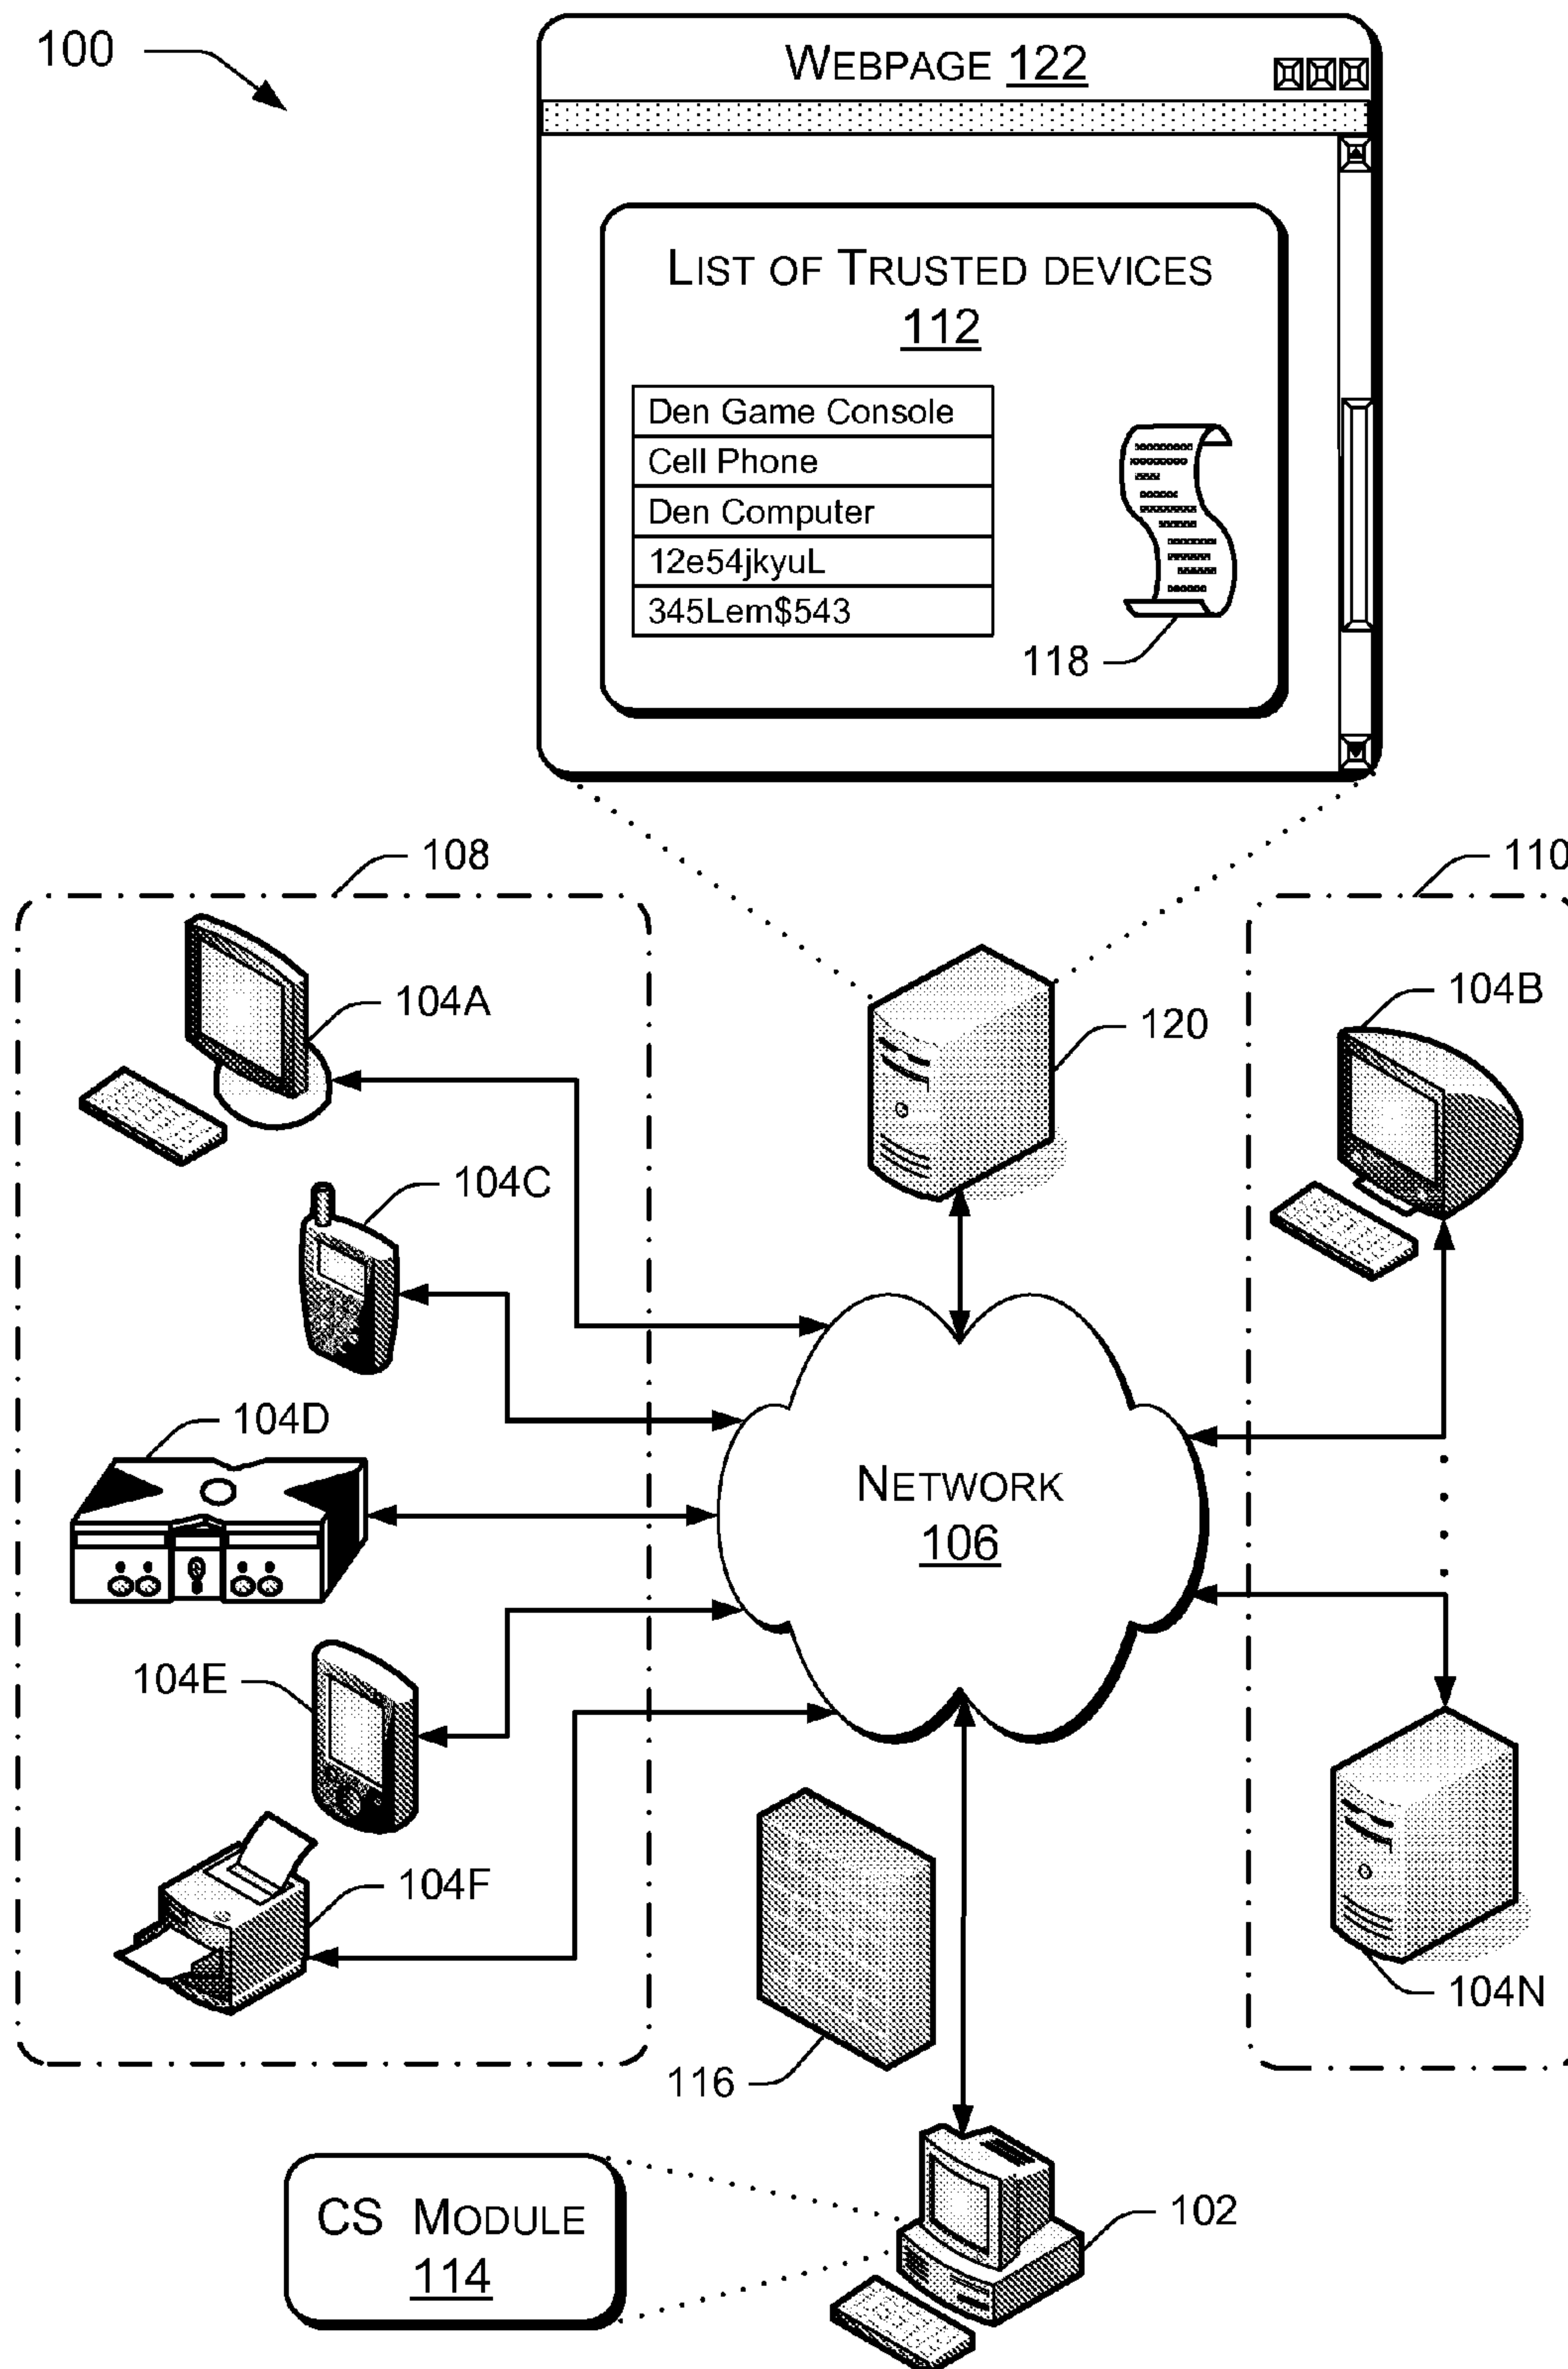 100
WEBPAGE 122
LIST OF TRUSTED DEVICES
112
Den Game Console
Cell Phone
Den Computer
12e54jkyuL
345Lem$543
118
108
110
104A
120
104B
104C
104D
NETWORK
106
104E
104F
104N
116
CS MODULE
114
102